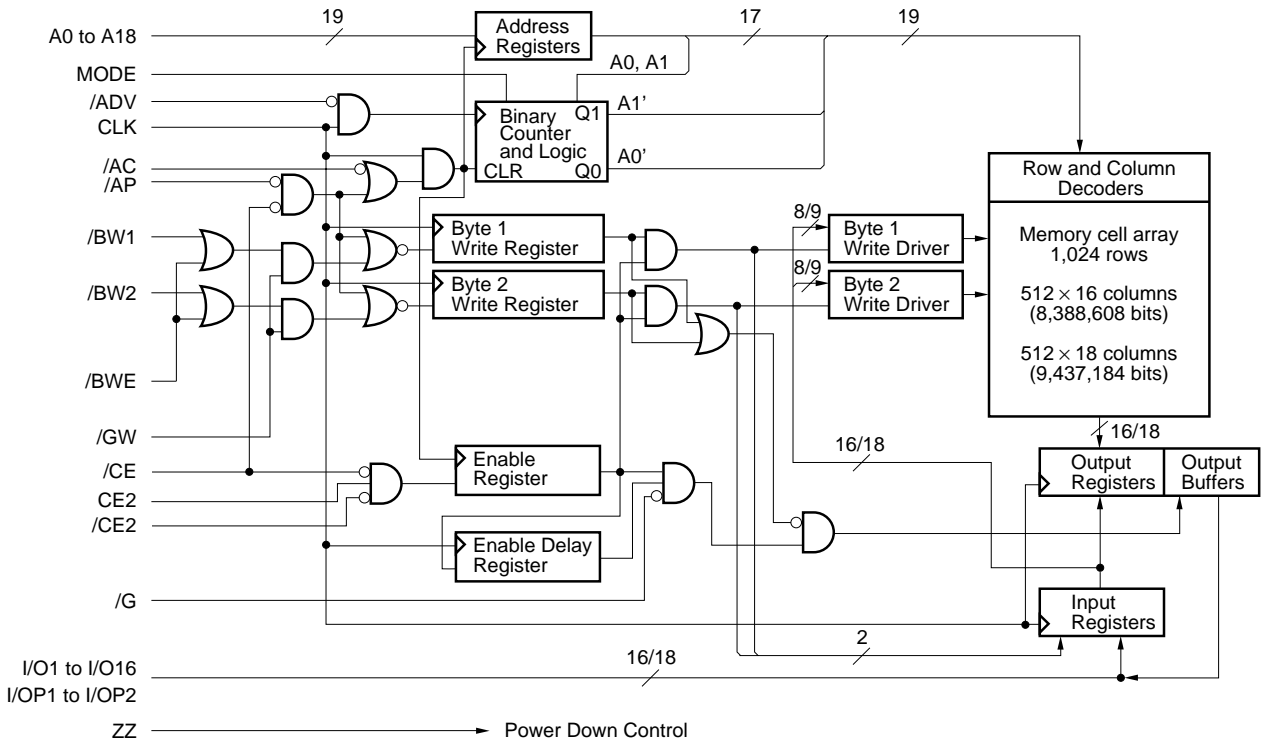 19
17
19
A0 to A18
Address
Registers
MODE
A0, A1
/ADV
CLK
Binary
Counter
and Logic
CLR
Q1
Q0
A1’
A0’
/AC
/AP
Row and Column
Decoders
Memory cell array
1,024 rows
512 × 16 columns
(8,388,608 bits)
512 × 18 columns
(9,437,184 bits)
/BW1
Byte 1
Write Register
8/9
Byte 1
Write Driver
/BW2
Byte 2
Write Register
8/9
Byte 2
Write Driver
/BWE
/GW
16/18
16/18
/CE
CE2
/CE2
Enable
Register
Output
Registers
Output
Buffers
Enable Delay
Register
/G
Input
Registers
2
I/O1 to I/O16
I/OP1 to I/OP2
16/18
ZZ
Power Down Control